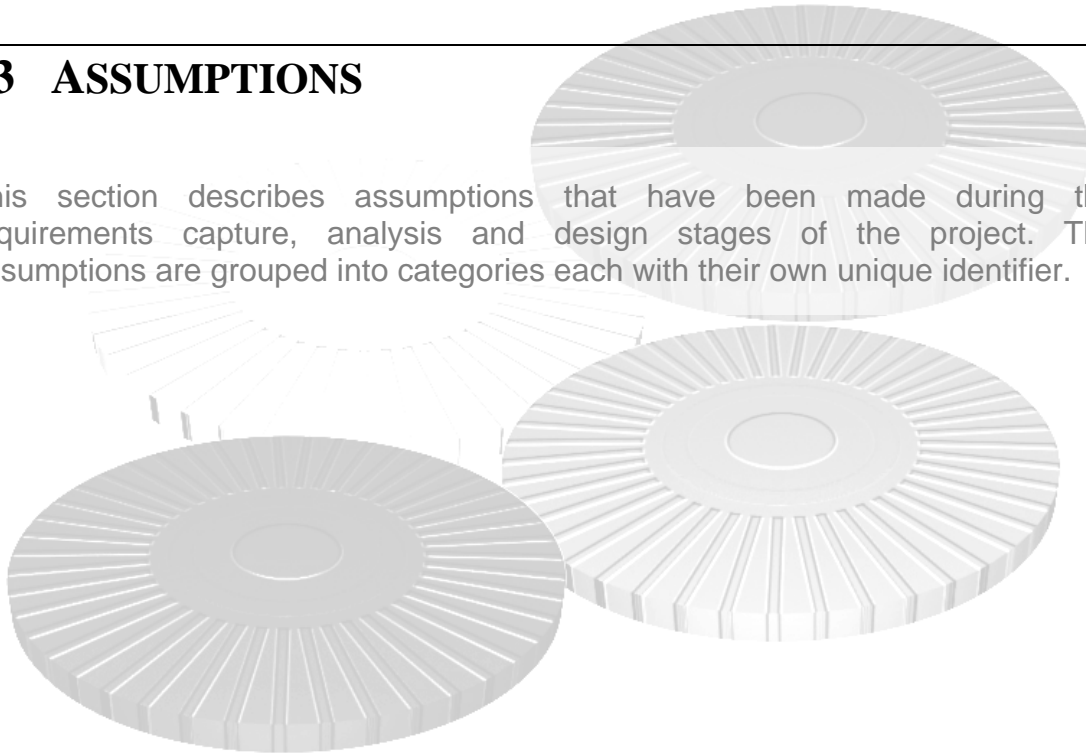 3 ASSUMPTIONS
his section describes assumptions that have been made during th
quirements capture, analysis and design stages of the project. Th
sumptions are grouped into categories each with their own unique identifier.